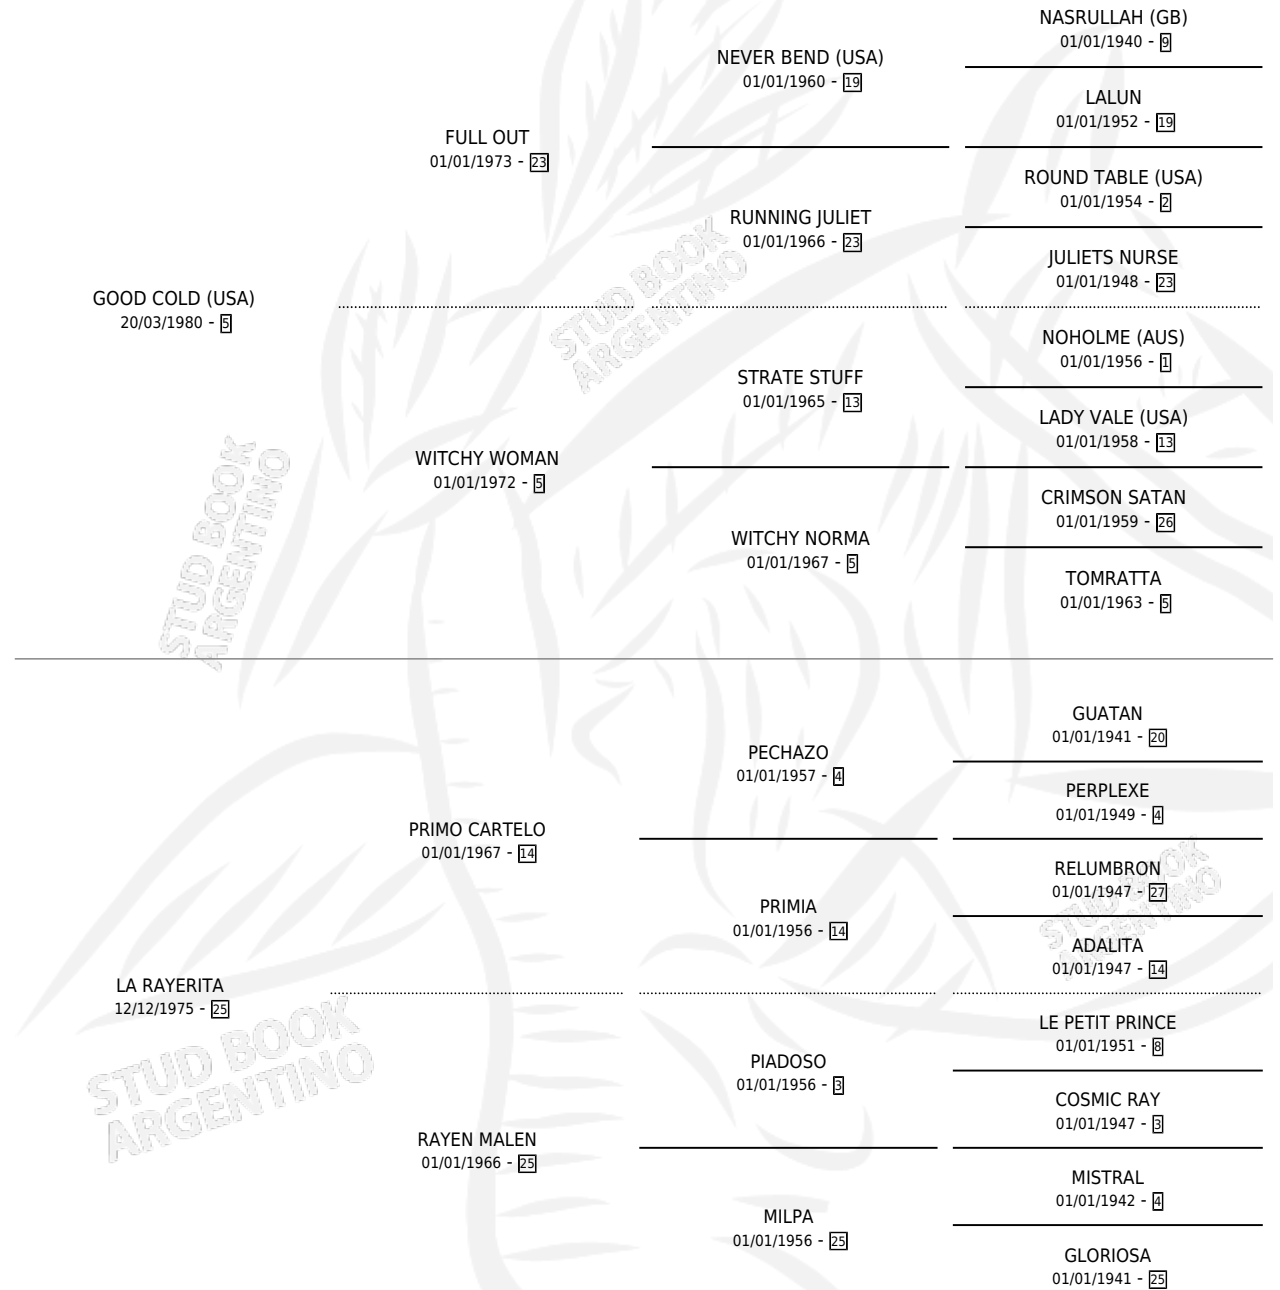 NASRULLAH (GB)
01/01/1940 - 9
NEVER BEND (USA)
01/01/1960 - 19
LALUN
01/01/1952 - 19
FULL OUT
01/01/1973 - 23
ROUND TABLE (USA)
01/01/1954 - 2
RUNNING JULIET
01/01/1966 - 23
JULIETS NURSE
01/01/1948 - 23
GOOD COLD (USA)
20/03/1980 - 5
NOHOLME (AUS)
01/01/1956 - 1
STRATE STUFF
01/01/1965 - 13
LADY VALE (USA)
01/01/1958 - 13
WITCHY WOMAN
01/01/1972 - 5
CRIMSON SATAN
01/01/1959 - 26
WITCHY NORMA
01/01/1967 - 5
TOMRATTA
01/01/1963 - 5
STUD BOOK
ARGENTINO
STUD BOOK
ARGENTINO
GUATAN
01/01/1941 - 20
PECHAZO
01/01/1957 - 4
PERPLEXE
01/01/1949 - 4
PRIMO CARTELO
01/01/1967 - 14
RELUMBRON
01/01/1947 - 27
PRIMIA
01/01/1956 - 14
ADALITA
01/01/1947 - 14
STUD BOOK
ARGENTINO
LA RAYERITA
12/12/1975 - 25
LE PETIT PRINCE
01/01/1951 - 8
PIADOSO
01/01/1956 - 3
COSMIC RAY
01/01/1947 - 3
RAYEN MALEN
01/01/1966 - 25
MISTRAL
01/01/1942 - 4
MILPA
01/01/1956 - 25
GLORIOSA
01/01/1941 - 25
STUD BOOK
ARGENTINO